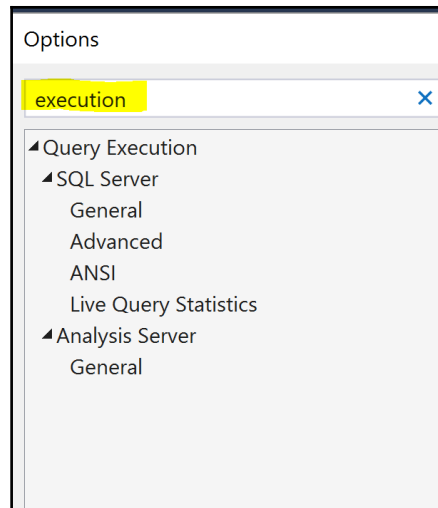 Options
execution
Query Execution
SQL Server
General
Advanced
ANSI
Live Query Statistics
Analysis Server
General